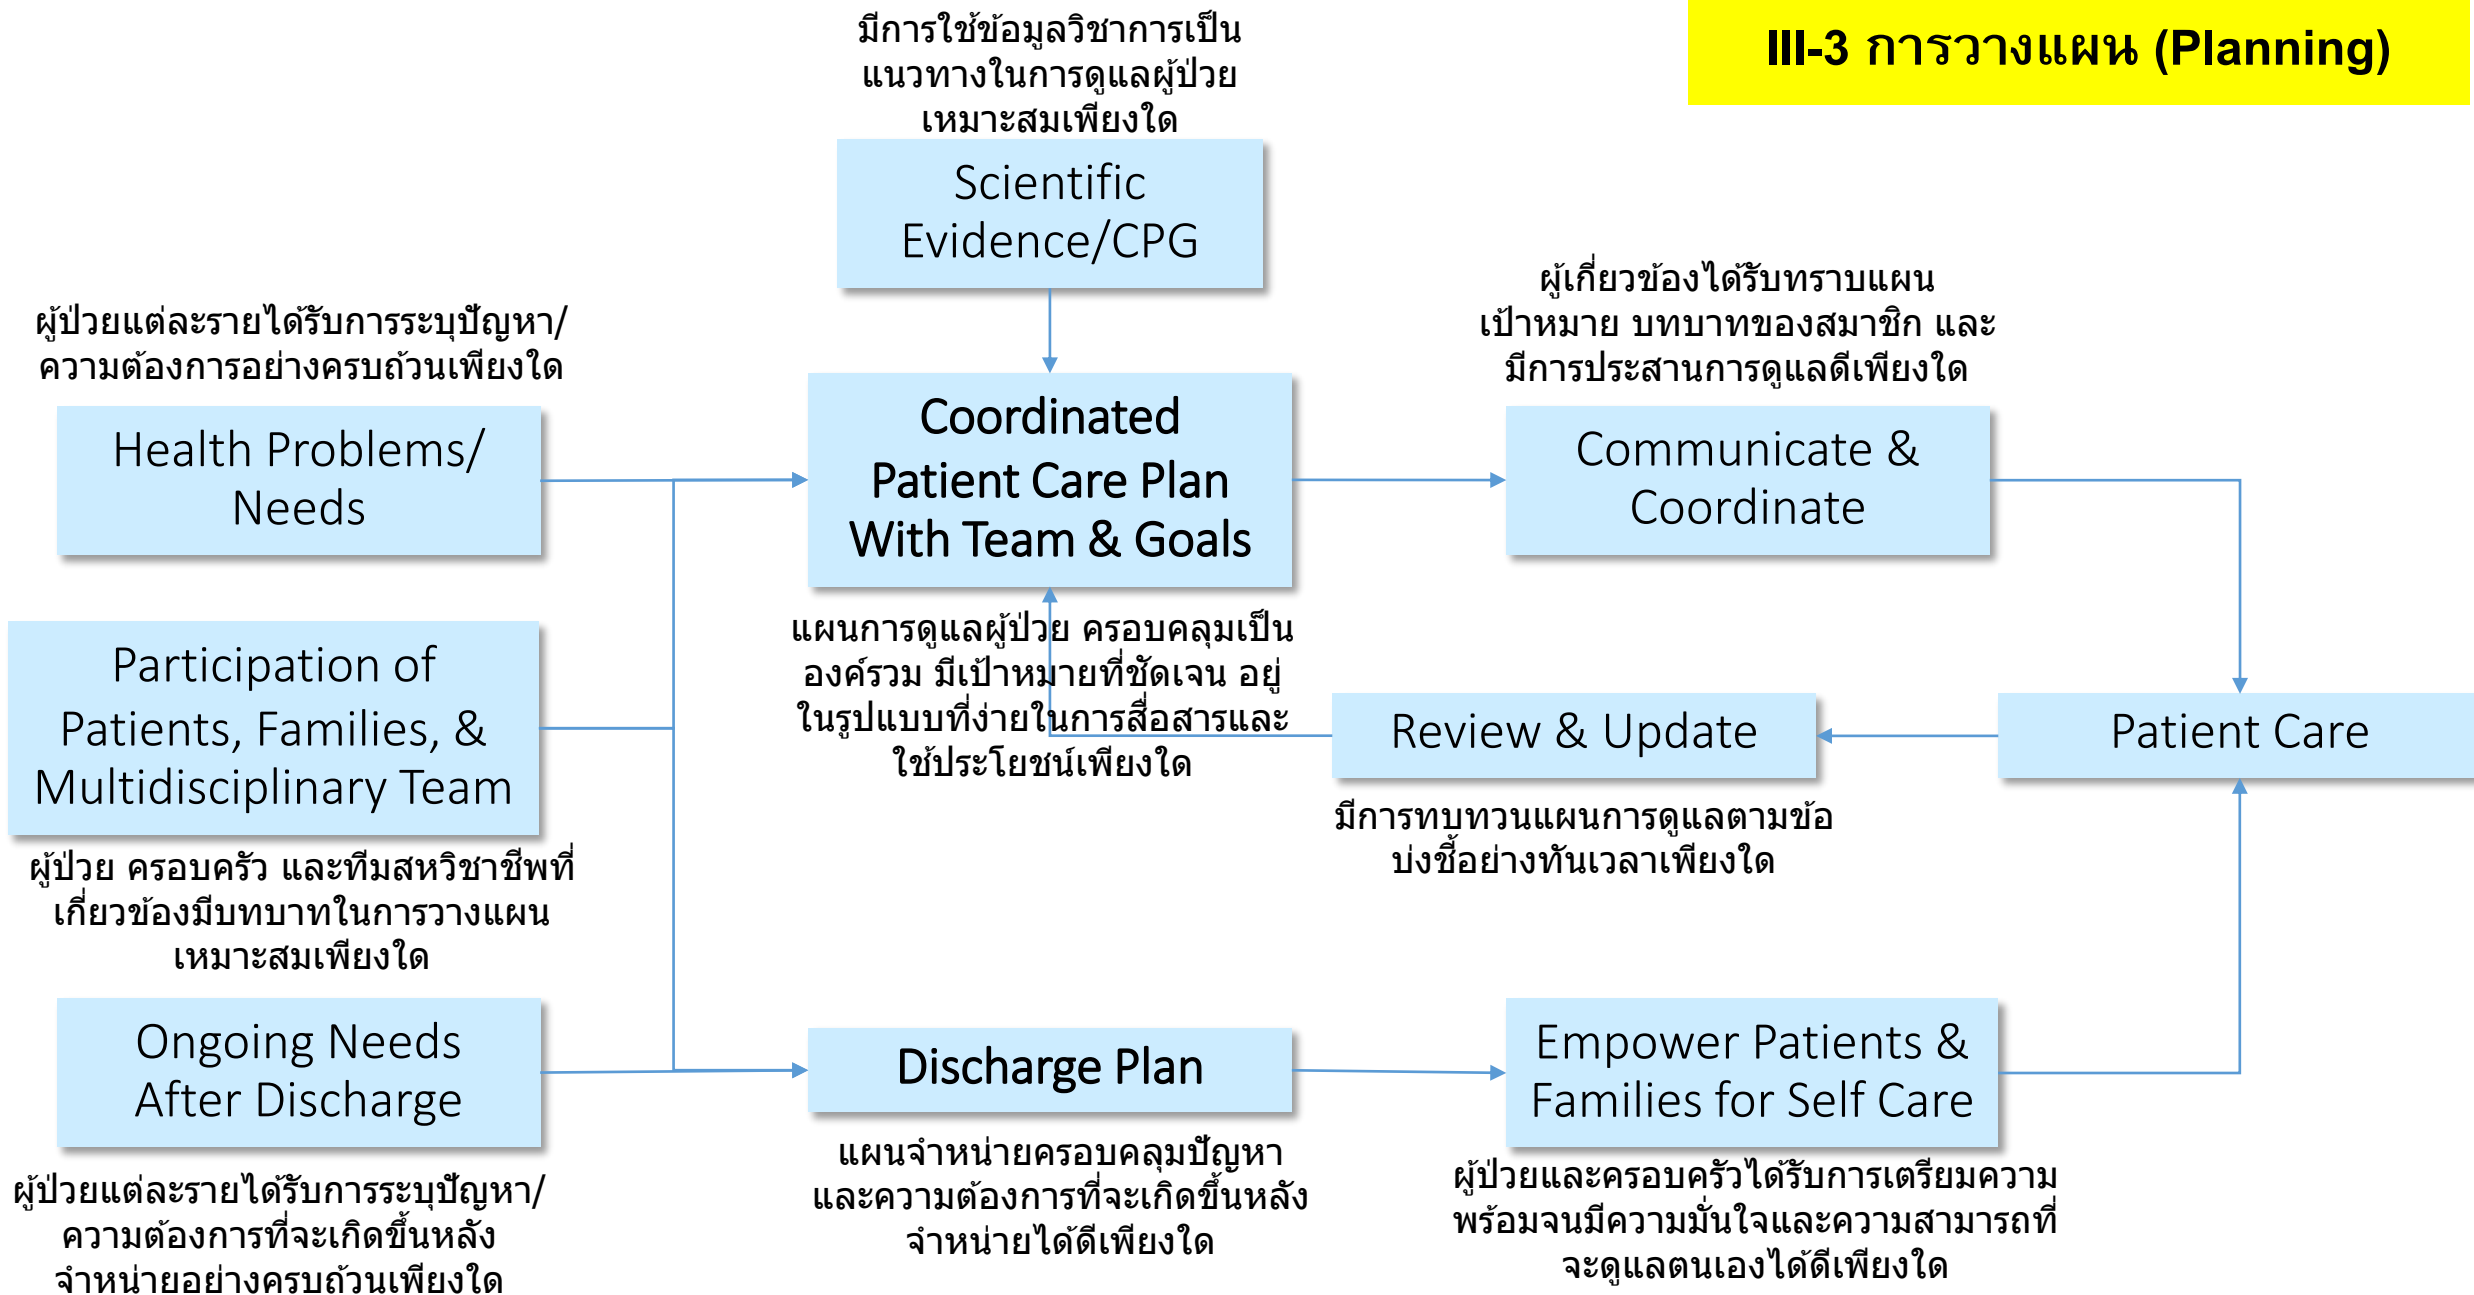 III-3 การวางแผน (Planning)
มีการใช้ข้อมูลวิชาการเป็น
แนวทางในการดูแลผู้ป่วย
เหมาะสมเพียงใด
Scientific
Evidence/CPG
ผู้ป่วยแต่ละรายได้รับการระบุปัญหา/
ความต้องการอย่างครบถ้วนเพียงใด
Health Problems/
Needs
Coordinated
Patient Care Plan
With Team & Goals
แผนการดูแลผู้ป่วย ครอบคลุมเป็น
องค์รวม มีเป้าหมายที่ชัดเจน อยู่
ในรูปแบบที่ง่ายในการสื่อสารและ
ใช้ประโยชน์เพียงใด
ผู้เกี่ยวข้องได้รับทราบแผน
เป้าหมาย บทบาทของสมาชิก และ
มีการประสานการดูแลดีเพียงใด
Communicate &
Coordinate
Participation of
Patients, Families, &
Multidisciplinary Team
ผู้ป่วย ครอบครัว และทีมสหวิชาชีพที่
เกี่ยวข้องมีบทบาทในการวางแผน
เหมาะสมเพียงใด
Review & Update
มีการทบทวนแผนการดูแลตามข้อ
บ่งชี้อย่างทันเวลาเพียงใด
Patient Care
Ongoing Needs
After Discharge
ผู้ป่วยแต่ละรายได้รับการระบุปัญหา/
ความต้องการที่จะเกิดขึ้นหลัง
จำหน่ายอย่างครบถ้วนเพียงใด
Discharge Plan
แผนจำหน่ายครอบคลุมปัญหา
และความต้องการที่จะเกิดขึ้นหลัง
จำหน่ายได้ดีเพียงใด
Empower Patients &
Families for Self Care
ผู้ป่วยและครอบครัวได้รับการเตรียมความ
พร้อมจนมีความมั่นใจและความสามารถที่
จะดูแลตนเองได้ดีเพียงใด